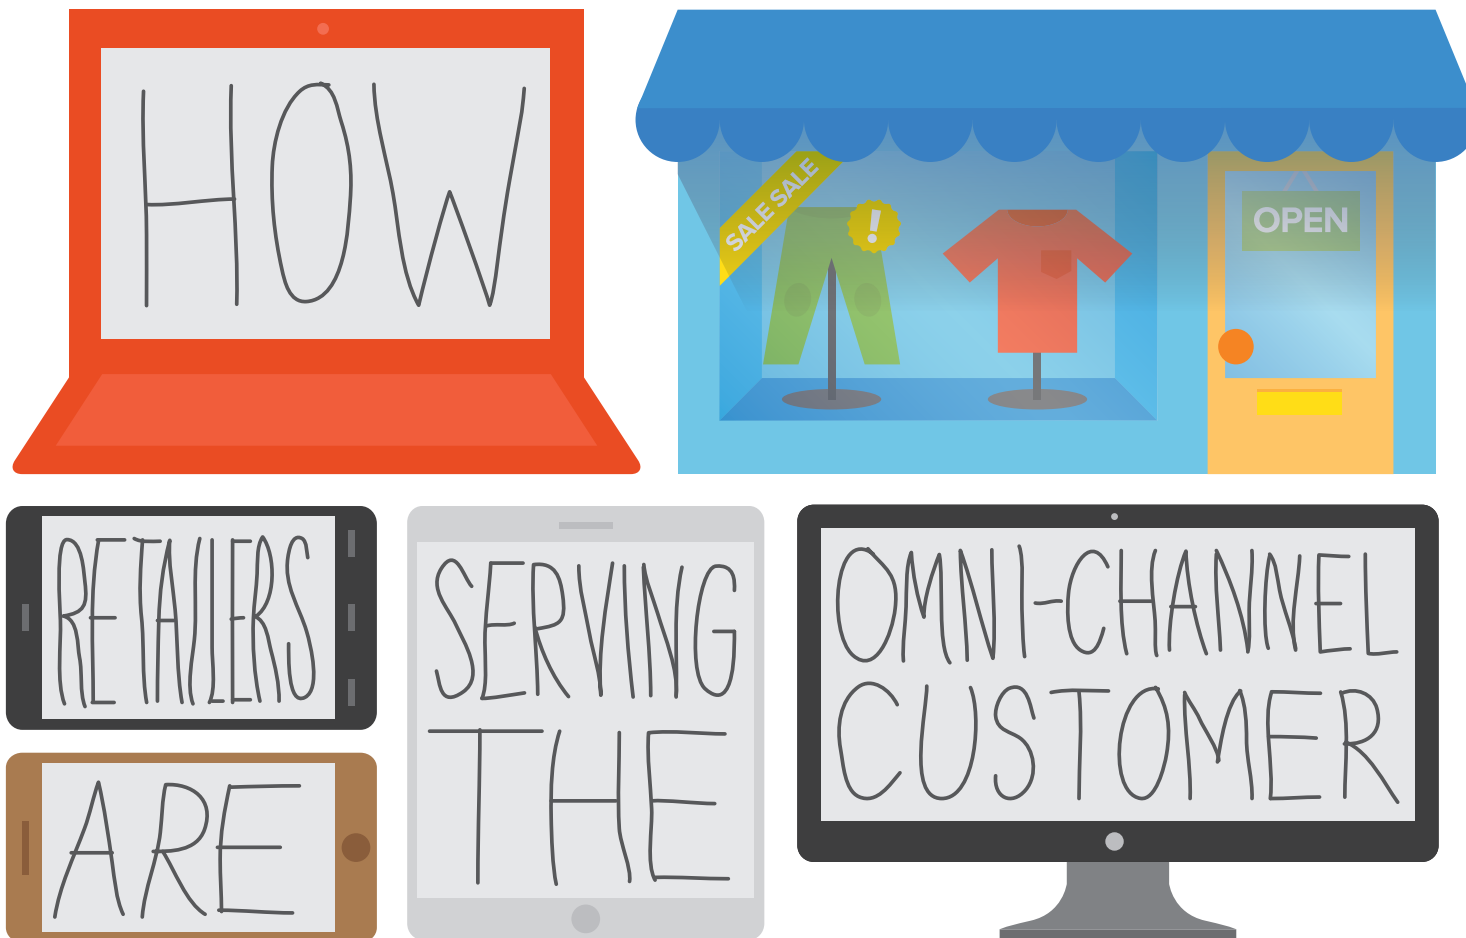 HOW
SALE SALE
!
OPEN
RETAILERS
ARE
SERVING
THE
OMNI-CHANNEL
CUSTOMER